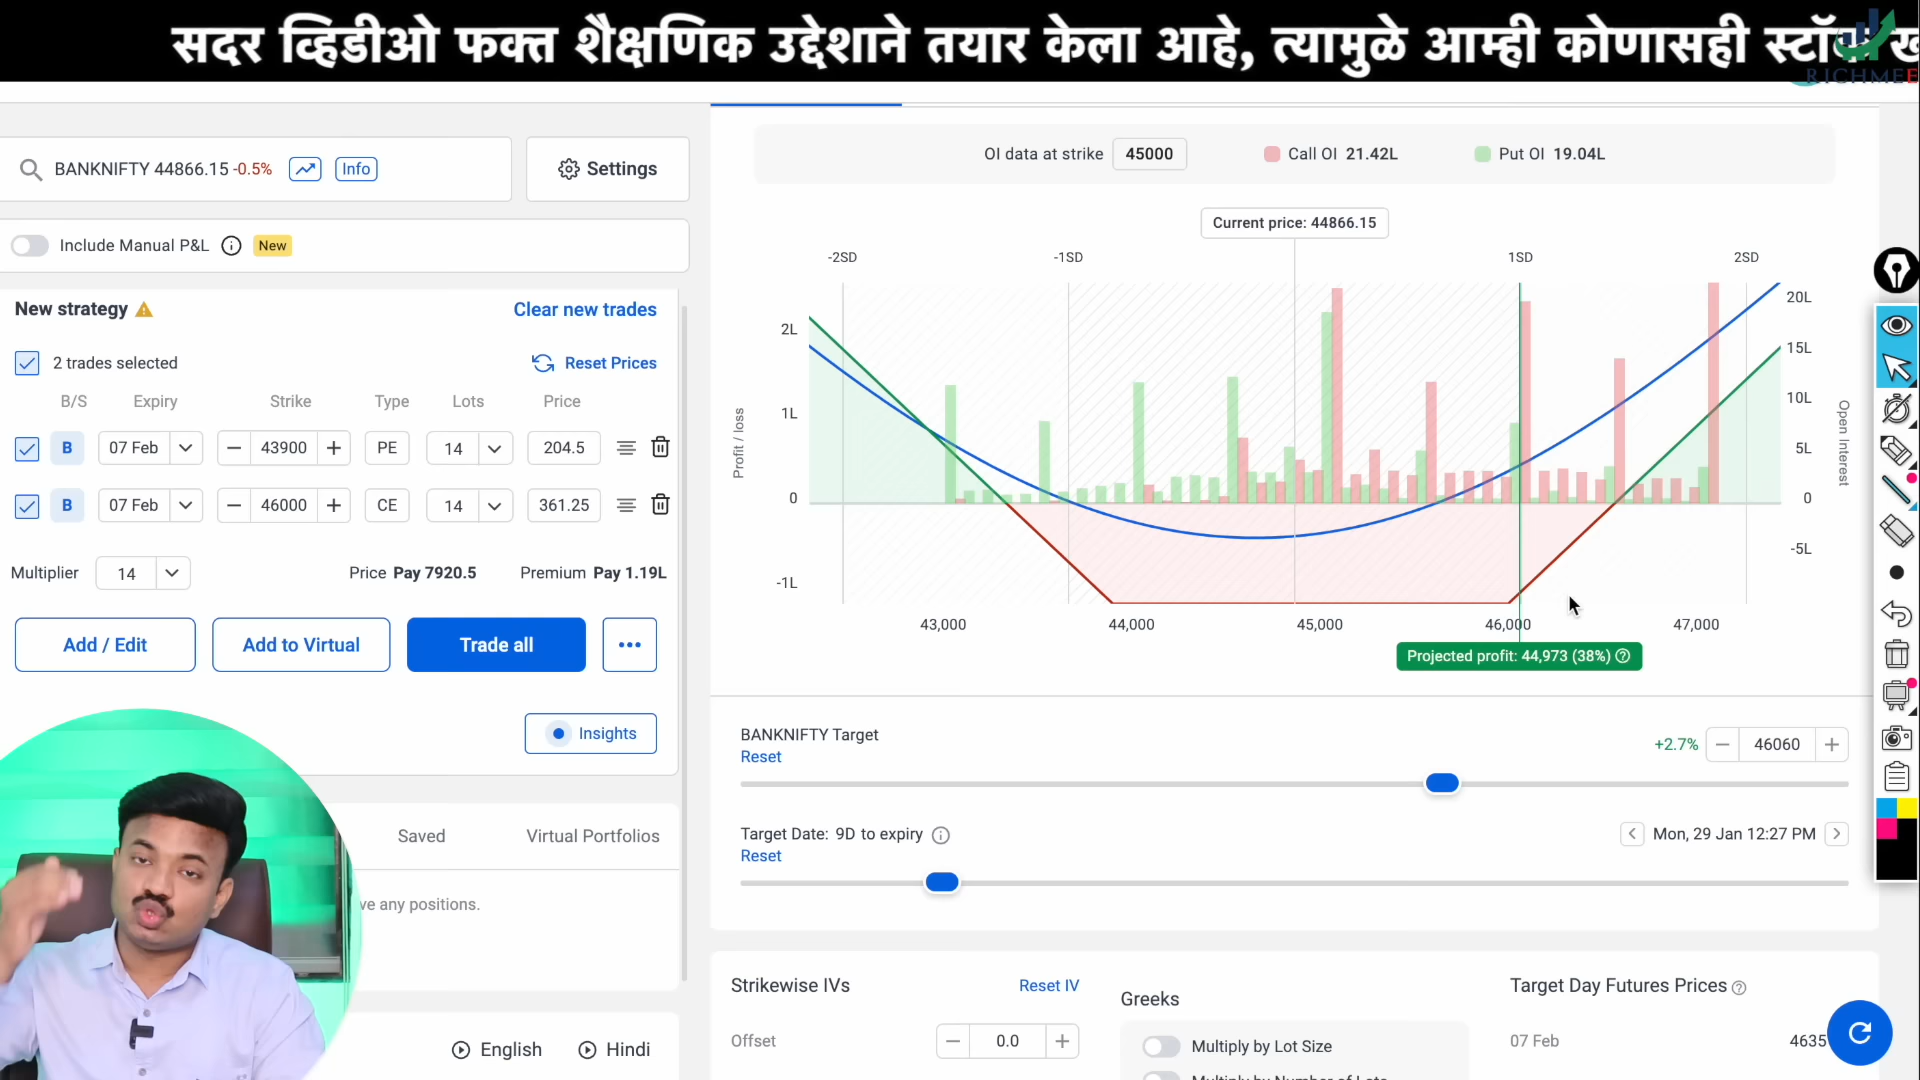 सदर व्हिडीओ फक्त शैक्षणिक उद्देशाने तयार केला आहे, त्यामुळे आम्ही कोणासही
RICHMEE
BANKNIFTY 44866.15 -0.5% Info
Settings
Include Manual P&L New
New strategy
Clear new trades
2 trades selected
Reset Prices
B/S Expiry Strike Type Lots Price
B 07 Feb 43900 PE 14 204.5
B 07 Feb 46000 CE 14 361.25
Multiplier 14 Price Pay 7920.5 Premium Pay 1.19L
Add / Edit Add to Virtual Trade all
Insights
Saved Virtual Portfolios
any positions.
English Hindi
OI data at strike 45000 Call OI 21.42L Put OI 19.04L
Current price: 44866.15
-2SD -1SD 1SD 2SD
Profit / loss
2L
1L
0
-1L
20L
15L
10L
5L
0
-5L
Open Interest
43,000 44,000 45,000 46,000 47,000
Projected profit: 44,973 (38%)
BANKNIFTY Target
Reset
+2.7% 46060
Target Date: 9D to expiry
Reset
Mon, 29 Jan 12:27 PM
Strikewise IVs Reset IV
Offset 0.0
Greeks
Multiply by Lot Size
Target Day Futures Prices
07 Feb 4635